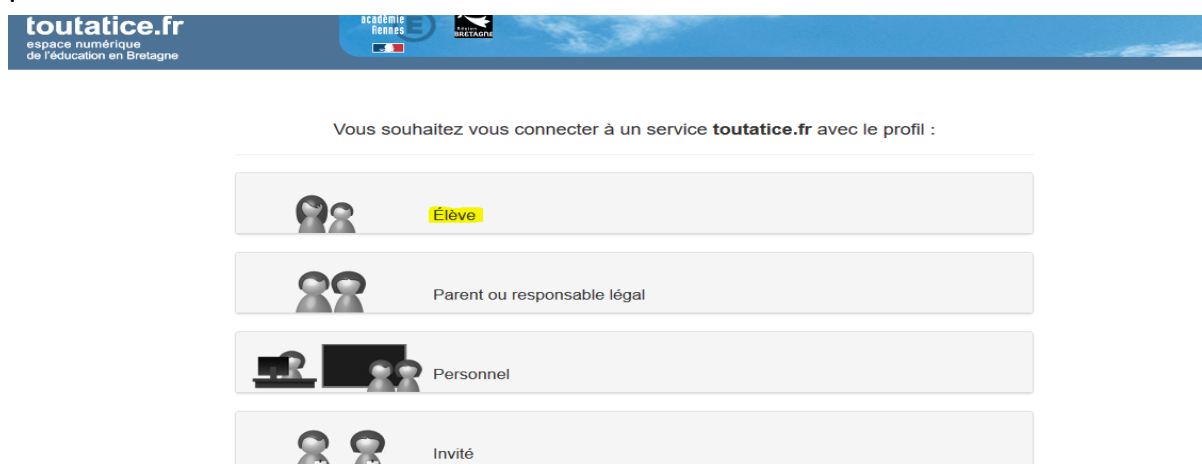 toutatice.fr
espace numérique
de l'éducation en Bretagne
académie
Rennes
BRETAGNE
Vous souhaitez vous connecter à un service toutatice.fr avec le profil :
Élève
Parent ou responsable légal
Personnel
Invité